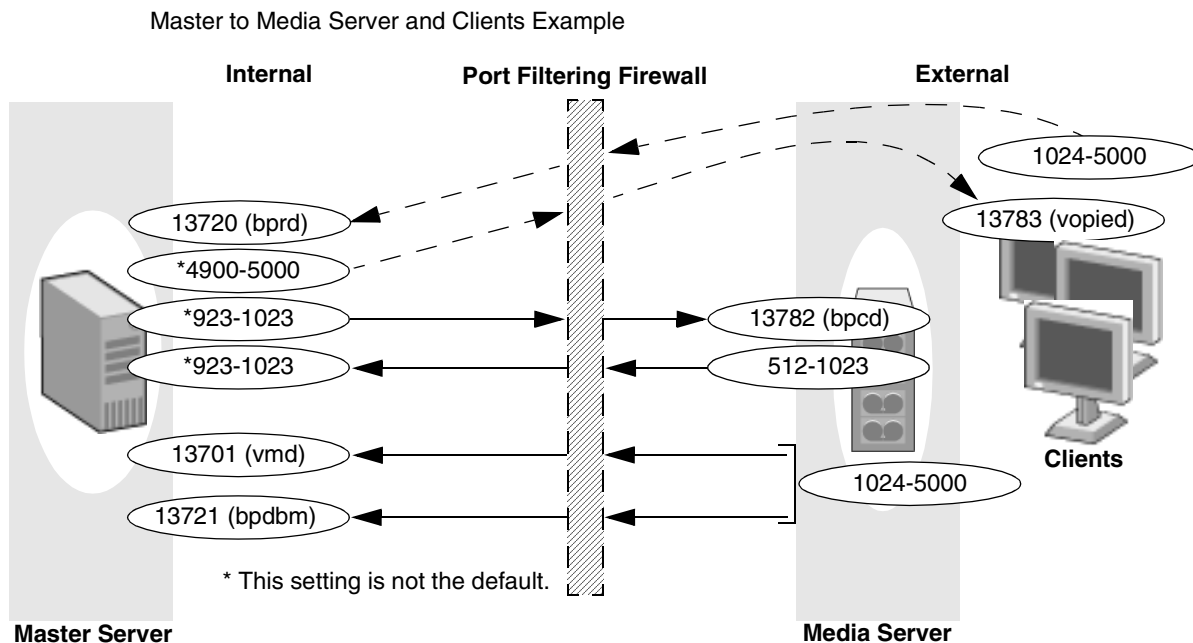 Master to Media Server and Clients Example
Internal
Port Filtering Firewall
External
1024-5000
13720 (bprd)
13783 (vopied)
*4900-5000
*923-1023
13782 (bpcd)
*923-1023
512-1023
13701 (vmd)
Clients
1024-5000
13721 (bpdbm)
* This setting is not the default.
Master Server
Media Server